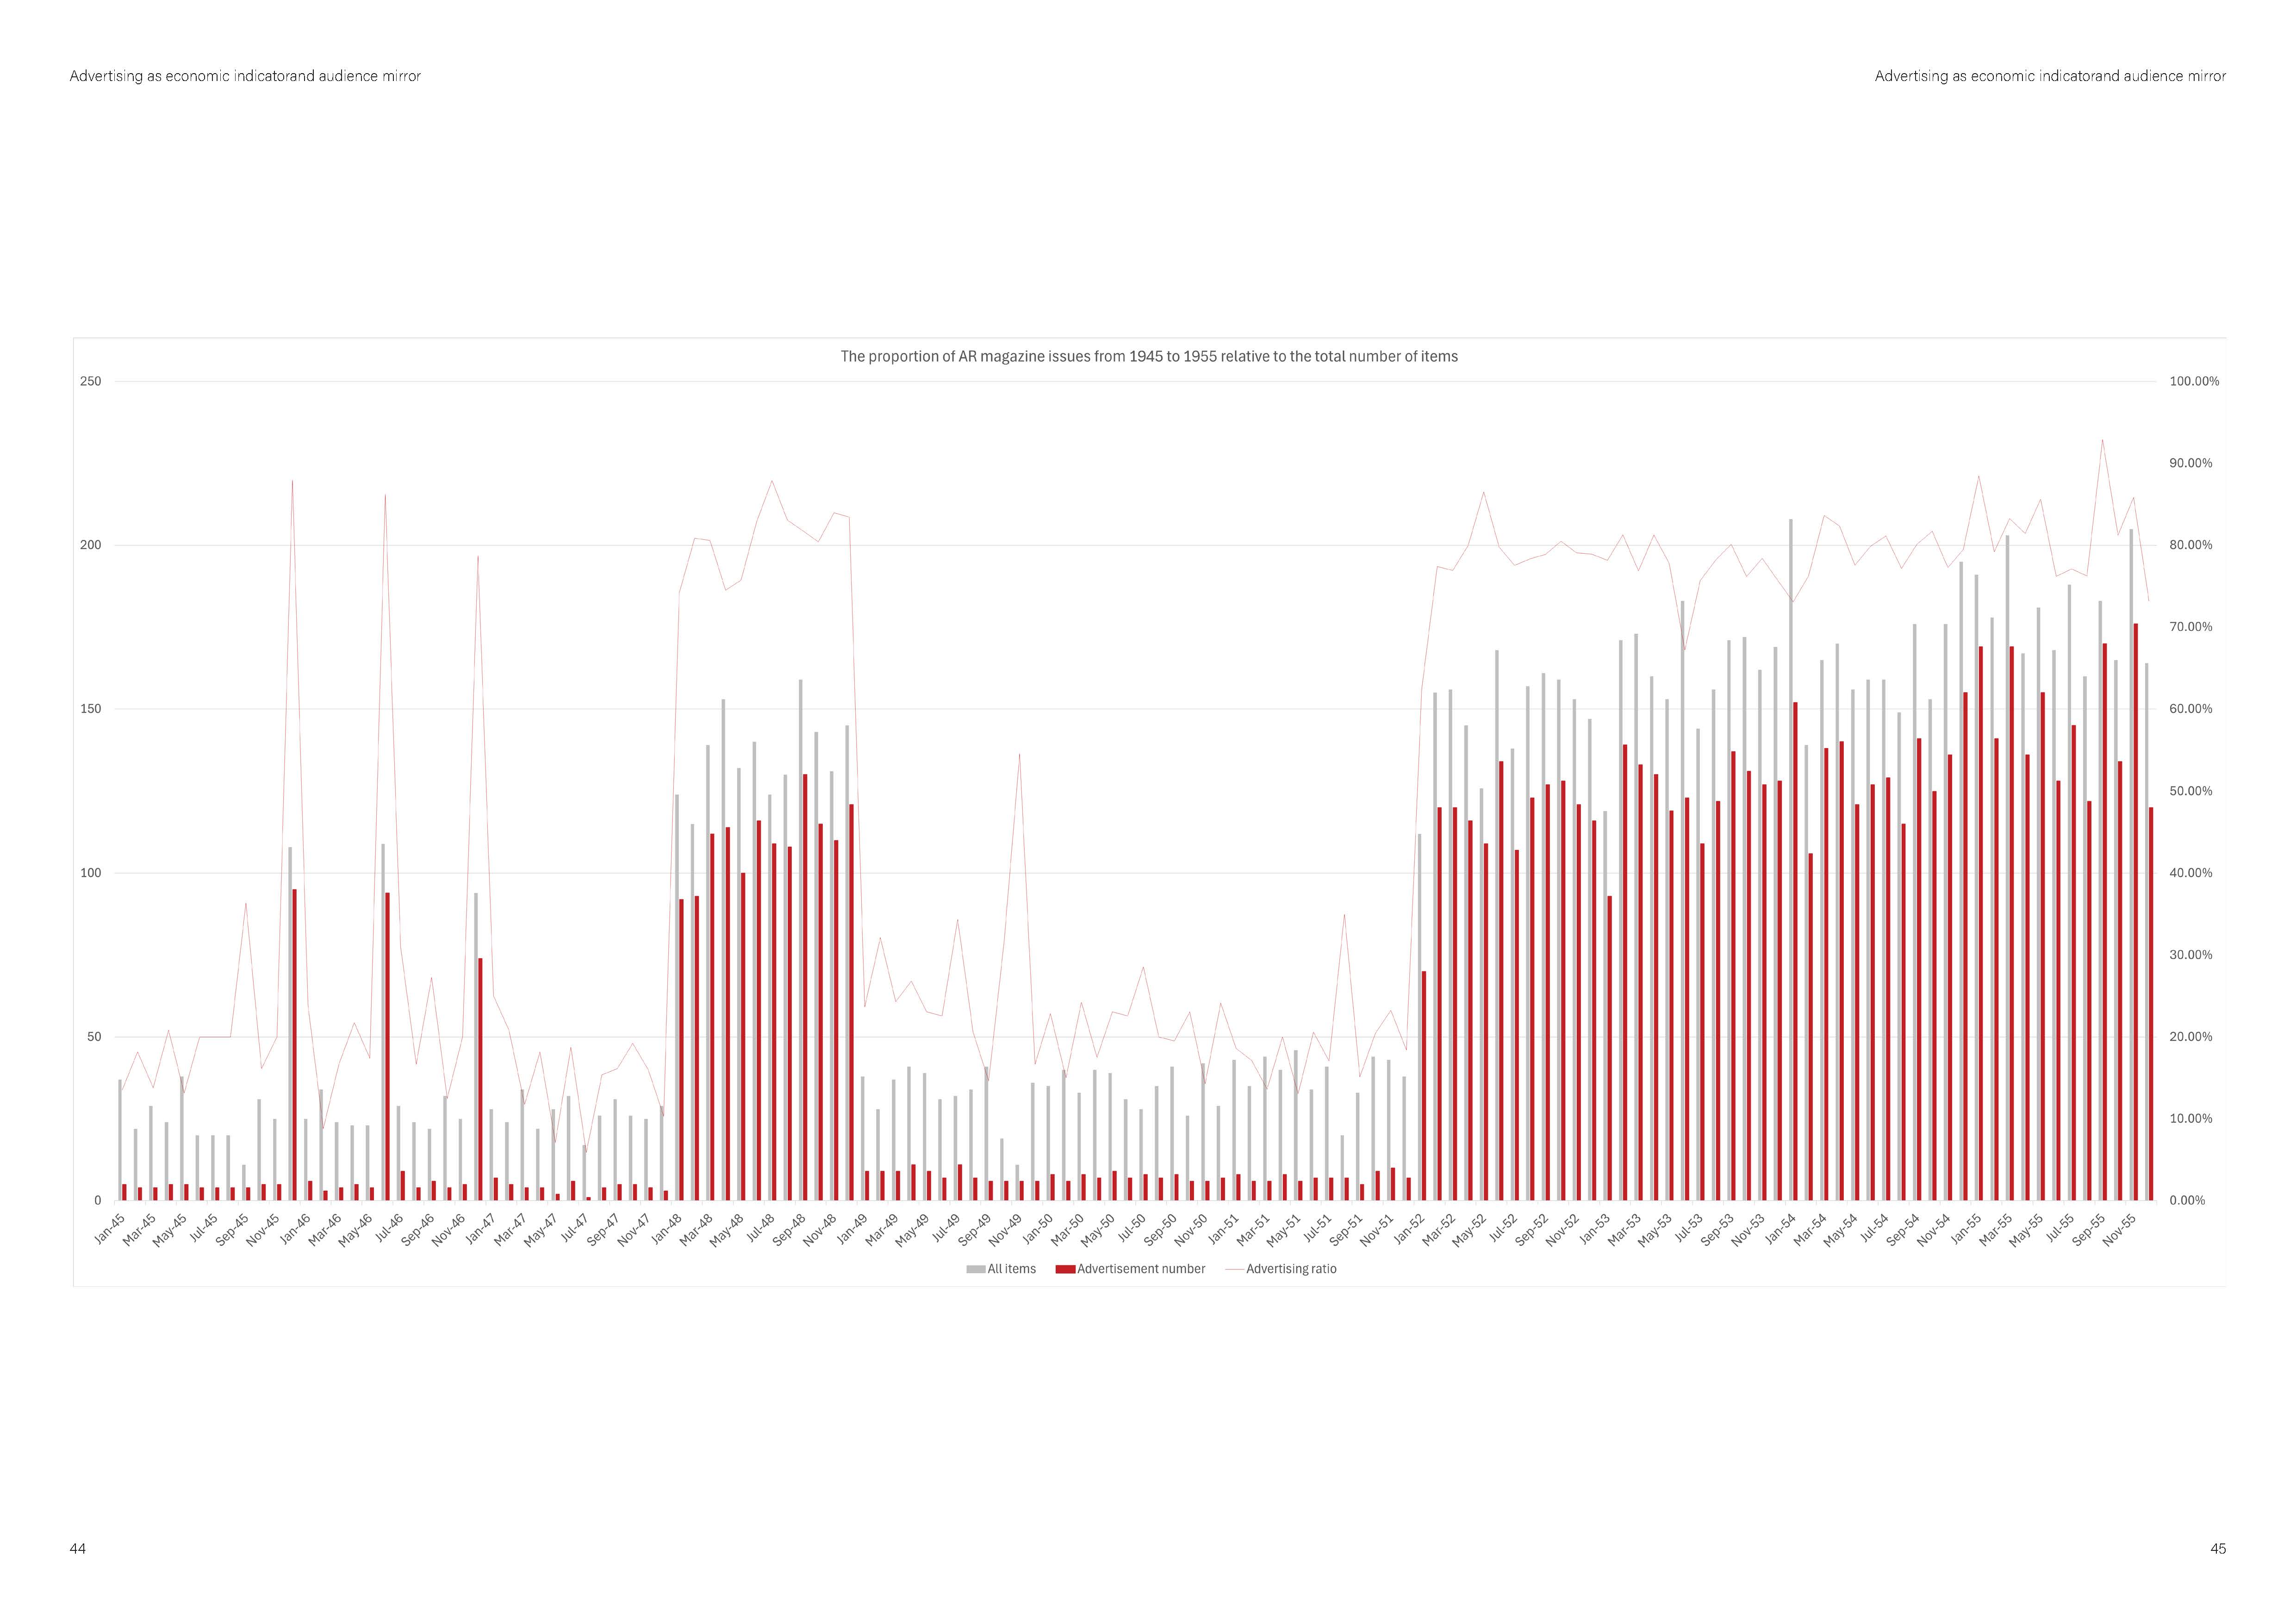 Advertising as economic indicatorand audience mirror
Advertising as economic indicatorand audience mirror
The proportion of AR magazine issues from 1945 to 1955 relative to the total number of items
250
200
150
100
50
0
100.00%
90.00%
80.00%
70.00%
60.00%
50.00%
40.00%
30.00%
20.00%
10.00%
0.00%
Jan-45
Mar-45
May-45
Jul-45
Sep-45
Nov-45
Jan-46
Mar-46
May-46
Jul-46
Sep-46
Nov-46
Jan-47
Mar-47
May-47
Jul-47
Sep-47
Nov-47
Jan-48
Mar-48
May-48
Jul-48
Sep-48
Nov-48
Jan-49
Mar-49
May-49
Jul-49
Sep-49
Nov-49
Jan-50
Mar-50
May-50
Jul-50
Sep-50
Nov-50
Jan-51
Mar-51
May-51
Jul-51
Sep-51
Nov-51
Jan-52
Mar-52
May-52
Jul-52
Sep-52
Nov-52
Jan-53
Mar-53
May-53
Jul-53
Sep-53
Nov-53
Jan-54
Mar-54
May-54
Jul-54
Sep-54
Nov-54
Jan-55
Mar-55
May-55
Jul-55
Sep-55
Nov-55
All items
Advertisement number
Advertising ratio
44
45